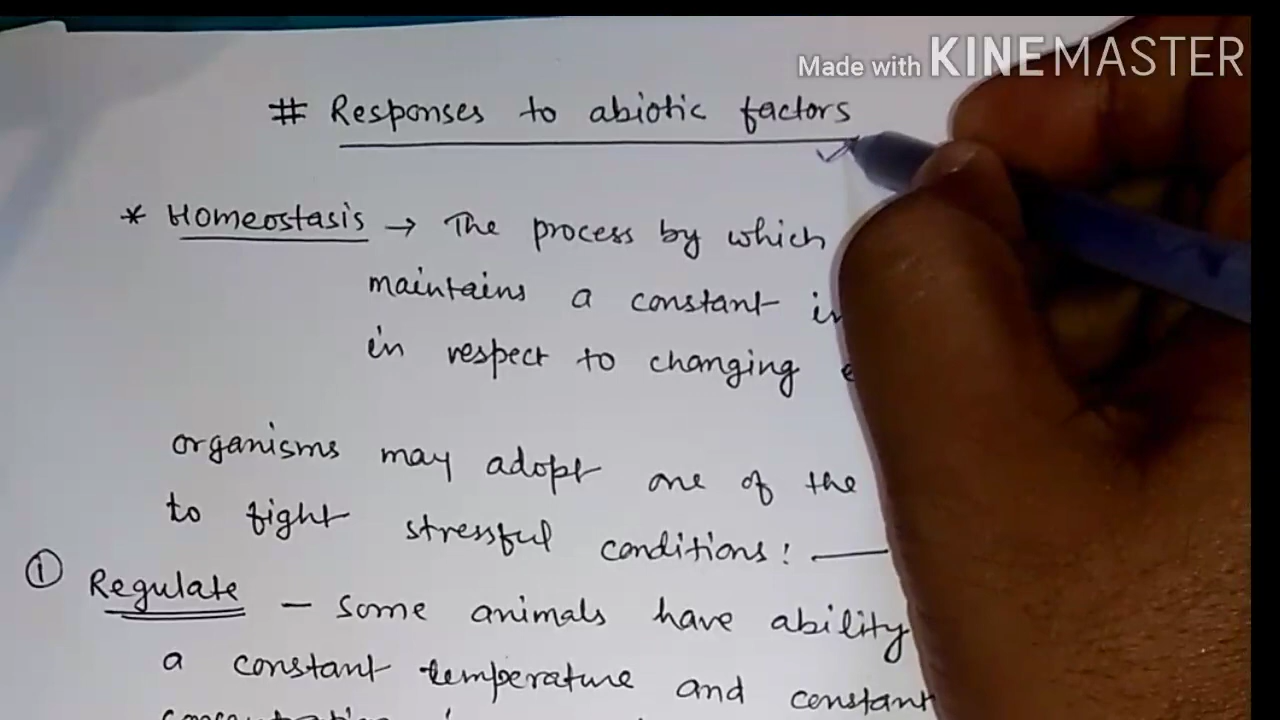 Made with KINEMASTER
# Responses to abiotic factors
* Homeostasis → The process by which
maintains a constant
in respect to changing
organisms may adopt one of the
to fight stressful conditions : —
① Regulate — Some animals have ability
a constant temperature and constant